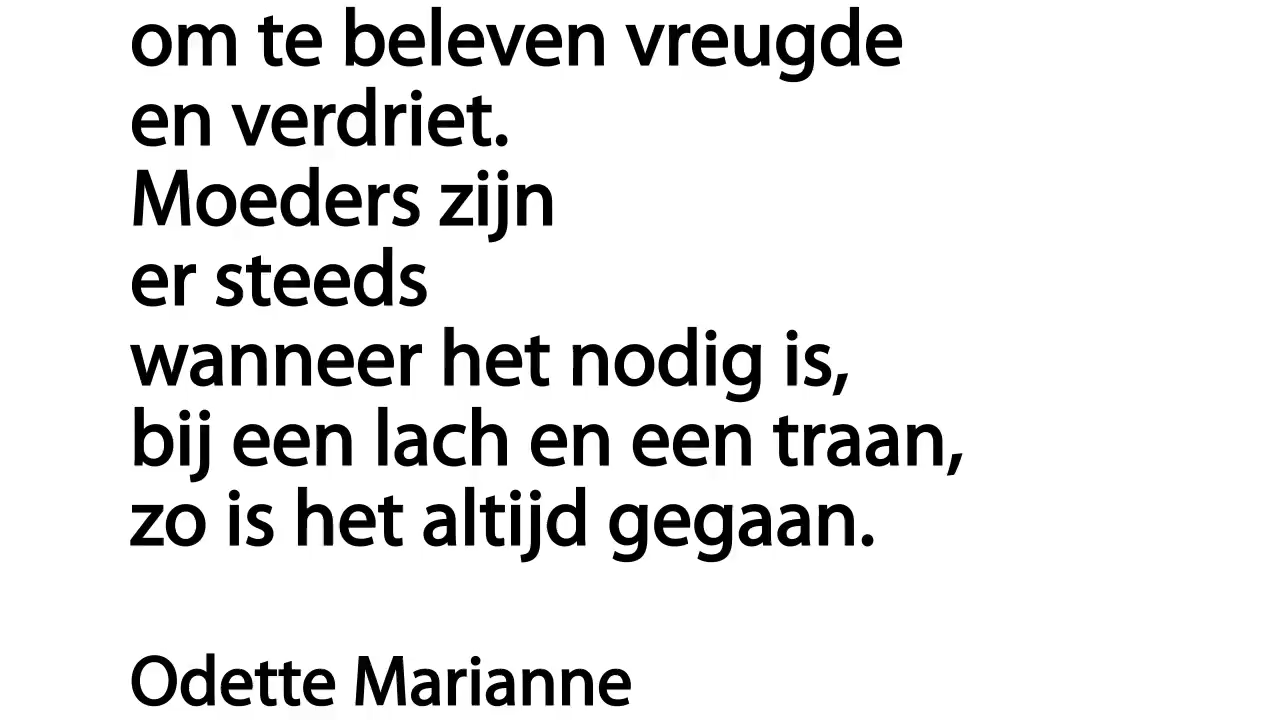 om te beleven vreugde
en verdriet.
Moeders zijn
er steeds
wanneer het nodig is,
bij een lach en een traan,
zo is het altijd gegaan.
Odette Marianne